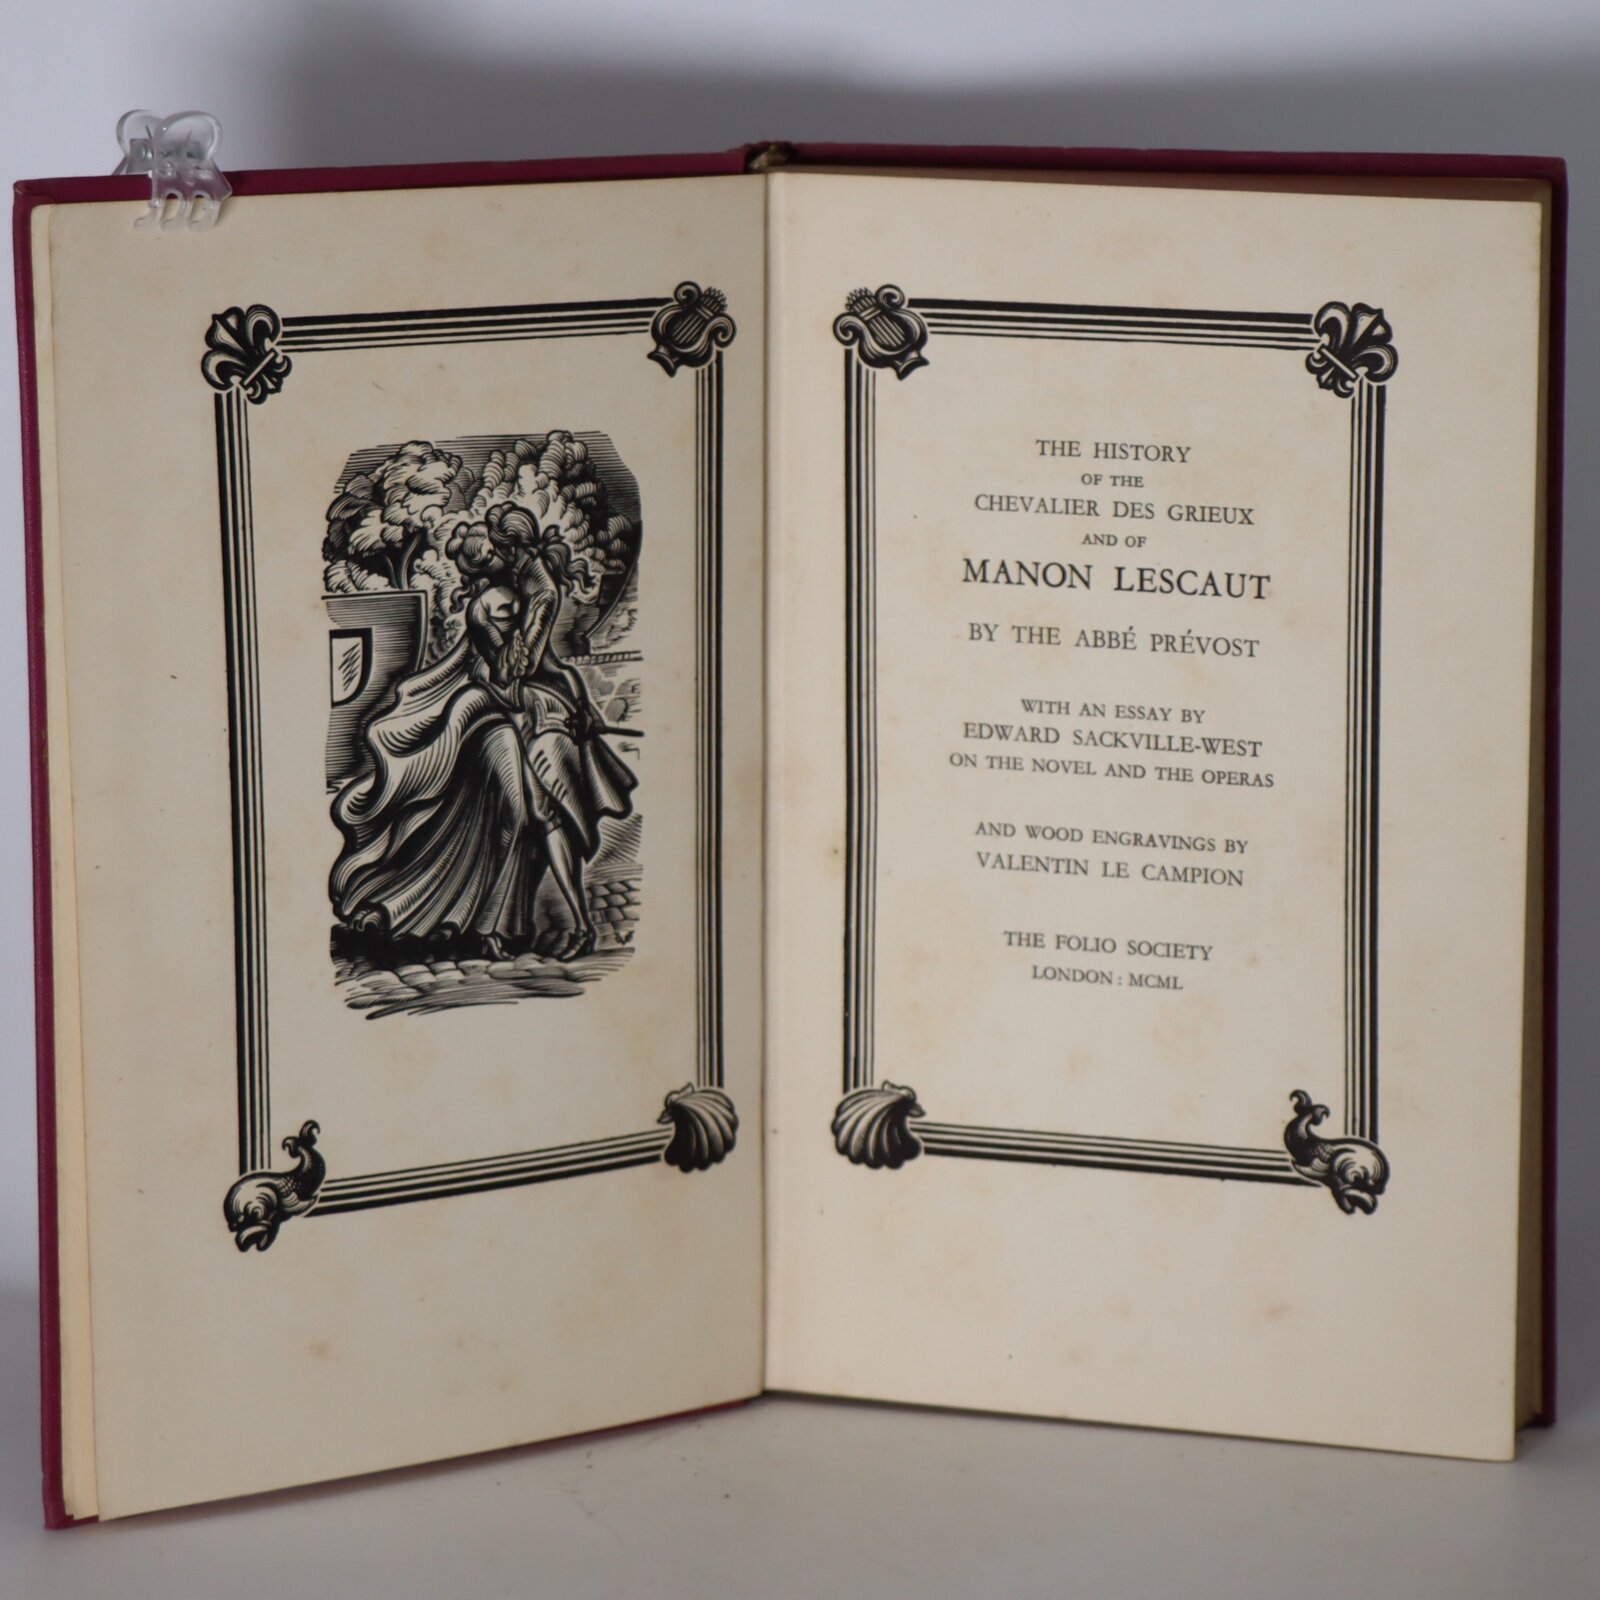 THE HISTORY
OF THE
CHEVALIER DES GRIEUX
AND OF
MANON LESCAUT
BY THE ABBÉ PRÉVOST
WITH AN ESSAY BY
EDWARD SACKVILLE-WEST
ON THE NOVEL AND THE OPERAS
AND WOOD ENGRAVINGS BY
VALENTIN LE CAMPION
THE FOLIO SOCIETY
LONDON : MCML